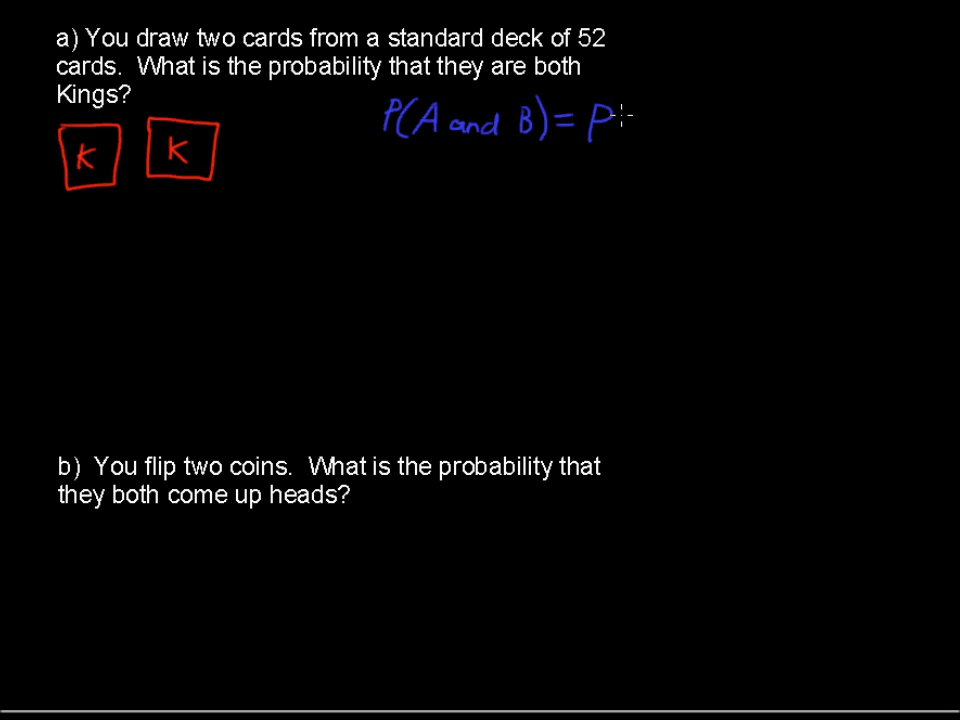 a) You draw two cards from a standard deck of 52
cards.  What is the probability that they are both
Kings?
P(A and B) = P
K K
b)  You flip two coins.  What is the probability that
they both come up heads?